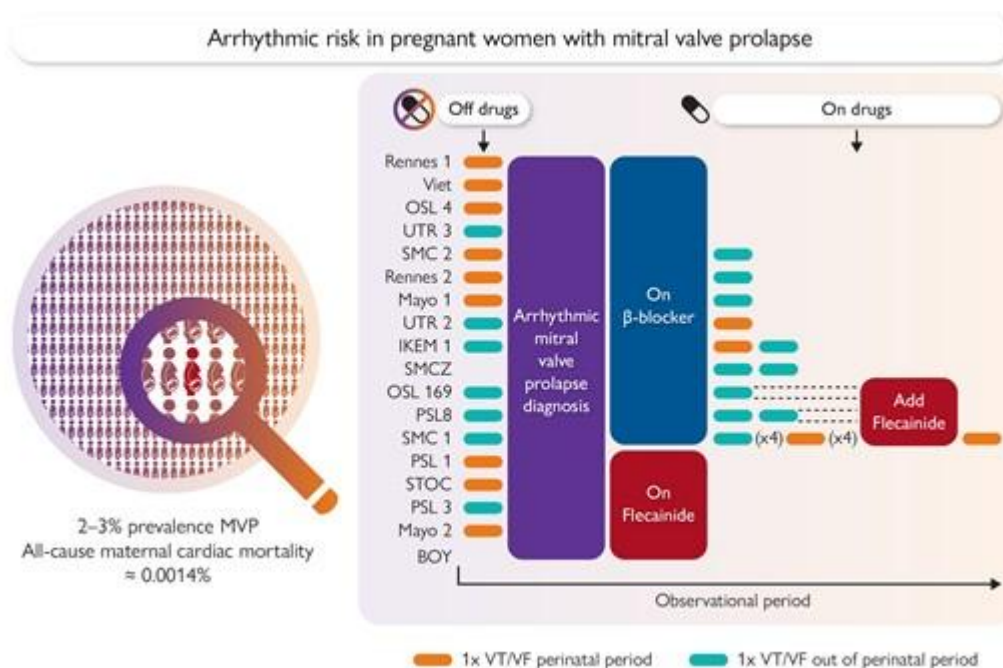 Arrhythmic risk in pregnant women with mitral valve prolapse
Off drugs
On drugs
Rennes 1
Viet
OSL 4
UTR 3
SMC 2
Rennes 2
Mayo 1
UTR 2
IKEM 1
SMCZ
OSL 169
PSL8
SMC 1
PSL 1
STOC
PSL 3
Mayo 2
BOY
Arrhythmic
mitral
valve
prolapse
diagnosis
On
β-blocker
On
Flecainide
(x4)
(x4)
Add
Flecainide
2–3% prevalence MVP
All-cause maternal cardiac mortality
≈ 0.0014%
Observational period
1x VT/VF perinatal period
1x VT/VF out of perinatal period